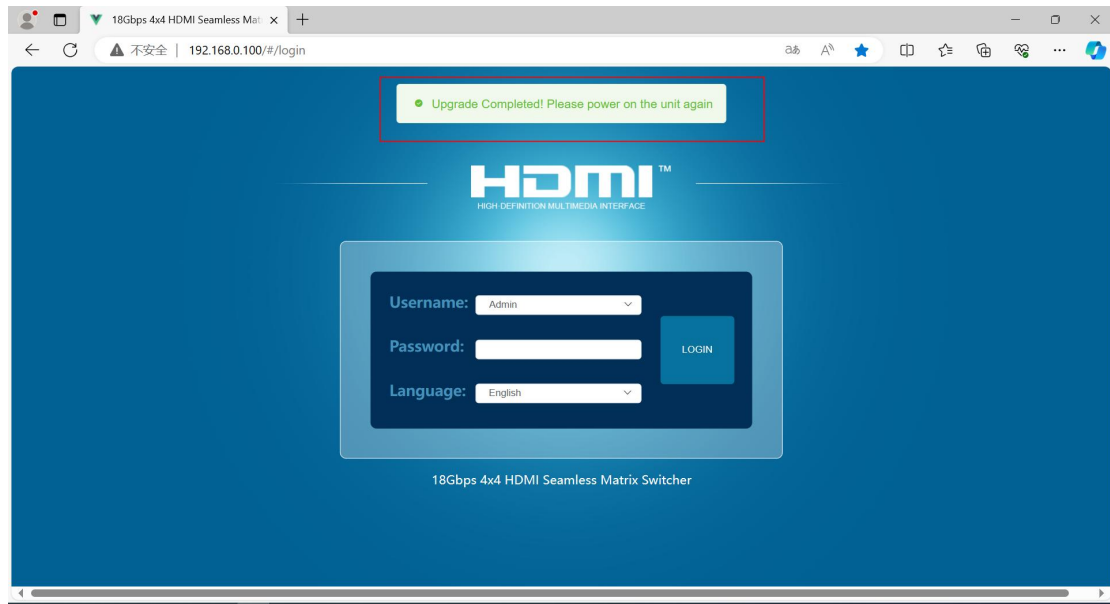 18Gbps 4x4 HDMI Seamless Mat
不安全 | 192.168.0.100/#/login
Upgrade Completed! Please power on the unit again
HDMI™
HIGH-DEFINITION MULTIMEDIA INTERFACE
Username: Admin
Password:
LOGIN
Language: English
18Gbps 4x4 HDMI Seamless Matrix Switcher